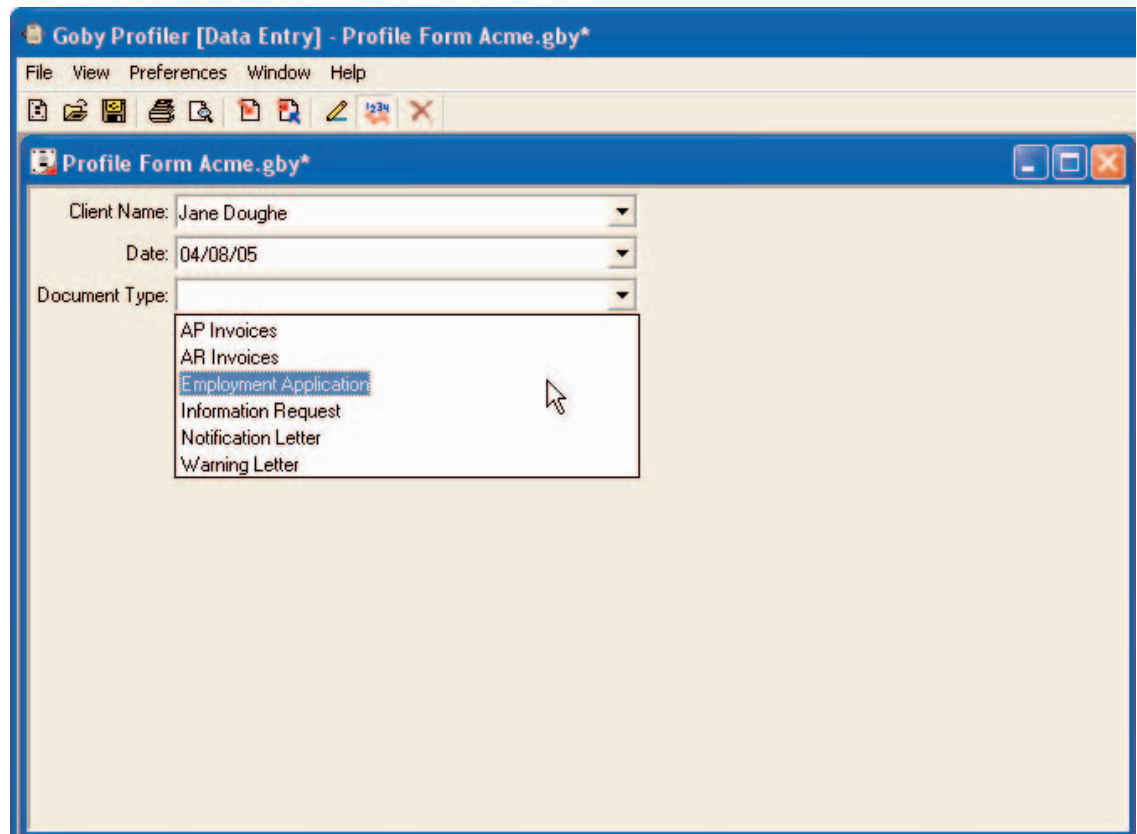 Goby Profiler [Data Entry] - Profile Form Acme.gby*
File View Preferences Window Help
1234
Profile Form Acme.gby*
Client Name: Jane Doughe
Date: 04/08/05
Document Type:
AP Invoices
AR Invoices
Employment Application
Information Request
Notification Letter
Warning Letter